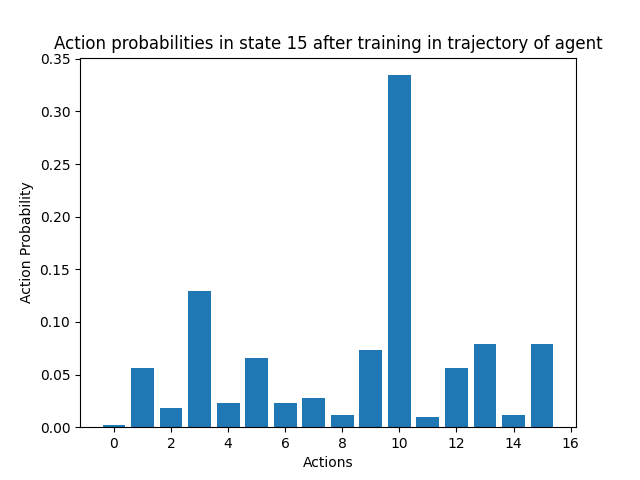 Action probabilities in state 15 after training in trajectory of agent
0.35
0.30
0.25
0.20
0.15
0.10
0.05
0.00
Action Probability
0 2 4 6 8 10 12 14 16
Actions